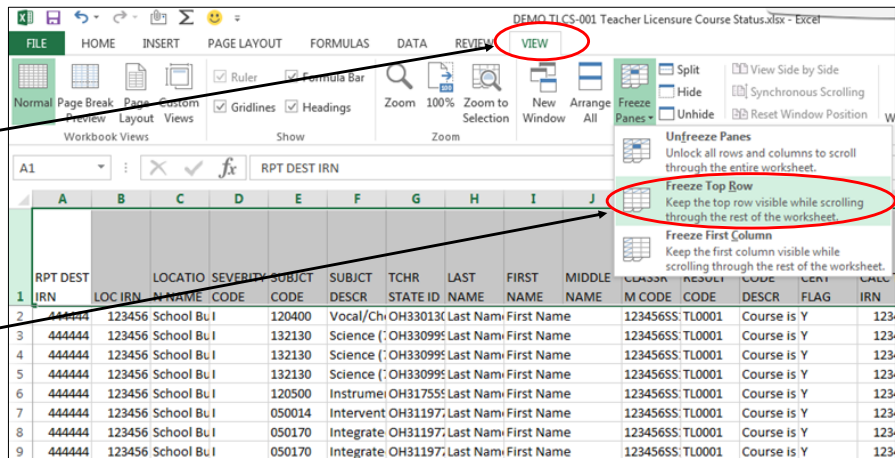 DEMO TLCS-001 Teacher Licensure Course Status.xlsx - Excel
FILE HOME INSERT PAGE LAYOUT FORMULAS DATA REVIEW VIEW
Normal Page Break Preview Page Layout Custom Views
Workbook Views
Ruler Formula Bar
Gridlines Headings
Show
Zoom 100% Zoom to Selection
Zoom
New Window Arrange All Freeze Panes
Split
Hide
Unhide
View Side by Side
Synchronous Scrolling
Reset Window Position
W
Unfreeze Panes
Unlock all rows and columns to scroll
through the entire worksheet.
Freeze Top Row
Keep the top row visible while scrolling
through the rest of the worksheet.
Freeze First Column
Keep the first column visible while
scrolling through the rest of the worksheet.
A1 fx RPT DEST IRN
A B C D E F G H I J
RPT DEST LOCATIO SEVERITY SUBJCT SUBJCT TCHR LAST FIRST MIDDLE CLASSR RESULT CODE CERT CALC
1 IRN LOC IRN N NAME CODE CODE DESCR STATE ID NAME NAME NAME M CODE CODE DESCR FLAG IRN
2 444444 123456 School Bu I 120400 Vocal/Ch OH330130 Last Nam First Name 123456SS TL0001 Course is Y 123
3 444444 123456 School Bu I 132130 Science ( OH330999 Last Nam First Name 123456SS TL0001 Course is Y 123
4 444444 123456 School Bu I 132130 Science ( OH330999 Last Nam First Name 123456SS TL0001 Course is Y 123
5 444444 123456 School Bu I 132130 Science ( OH330999 Last Nam First Name 123456SS TL0001 Course is Y 123
6 444444 123456 School Bu I 120500 Instrume OH317559 Last Nam First Name 123456SS TL0001 Course is Y 123
7 444444 123456 School Bu I 050014 Intervent OH311977 Last Nam First Name 123456SS TL0001 Course is Y 123
8 444444 123456 School Bu I 050170 Integrate OH311977 Last Nam First Name 123456SS TL0001 Course is Y 123
9 444444 123456 School Bu I 050170 Integrate OH311977 Last Nam First Name 123456SS TL0001 Course is Y 123